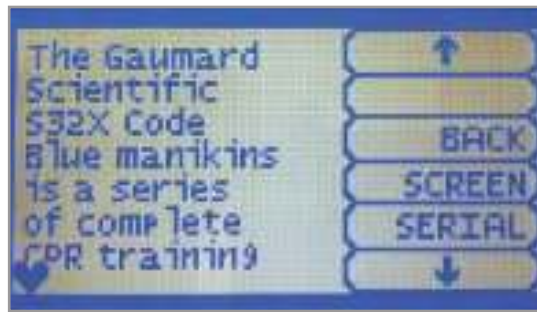 The Gaumard
Scientific
S32X Code
Blue manikins
is a series
of complete
CPR training
BACK
SCREEN
SERIAL